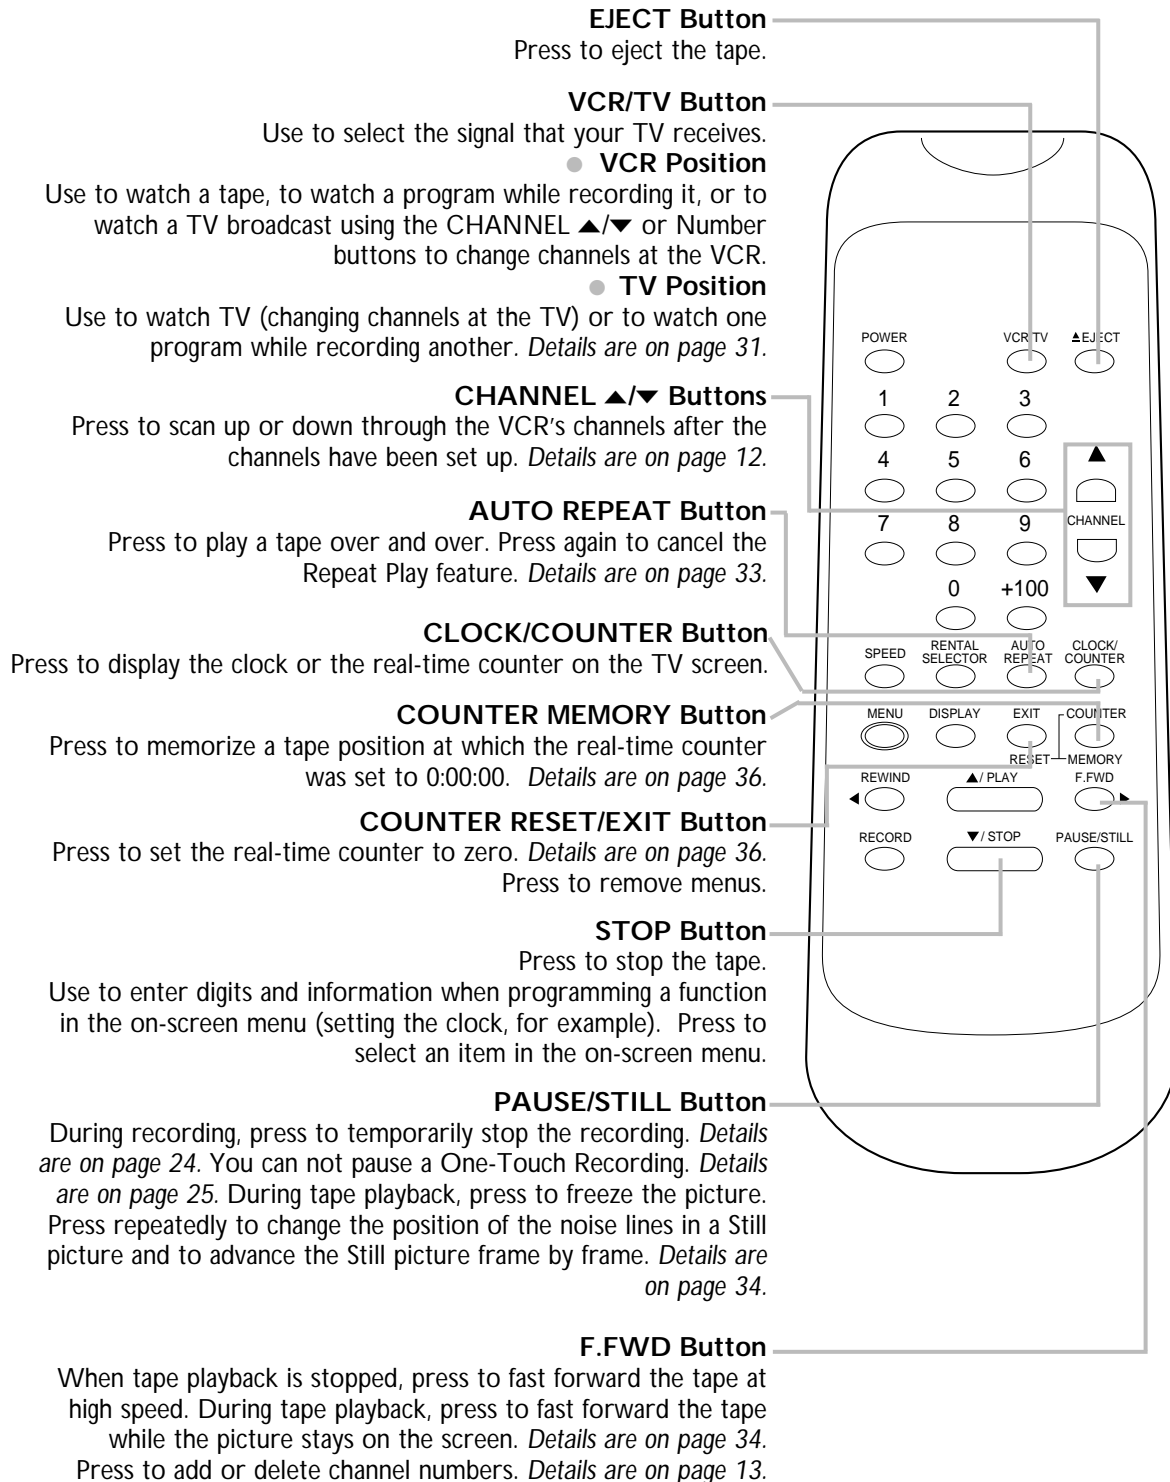 EJECT Button
Press to eject the tape.
VCR/TV Button
Use to select the signal that your TV receives.
● VCR Position
Use to watch a tape, to watch a program while recording it, or to
watch a TV broadcast using the CHANNEL ▲/▼ or Number
buttons to change channels at the VCR.
● TV Position
Use to watch TV (changing channels at the TV) or to watch one
program while recording another. Details are on page 31.
CHANNEL ▲/▼ Buttons
Press to scan up or down through the VCR's channels after the
channels have been set up. Details are on page 12.
AUTO REPEAT Button
Press to play a tape over and over. Press again to cancel the
Repeat Play feature. Details are on page 33.
CLOCK/COUNTER Button
Press to display the clock or the real-time counter on the TV screen.
COUNTER MEMORY Button
Press to memorize a tape position at which the real-time counter
was set to 0:00:00. Details are on page 36.
COUNTER RESET/EXIT Button
Press to set the real-time counter to zero. Details are on page 36.
Press to remove menus.
STOP Button
Press to stop the tape.
Use to enter digits and information when programming a function
in the on-screen menu (setting the clock, for example). Press to
select an item in the on-screen menu.
PAUSE/STILL Button
During recording, press to temporarily stop the recording. Details
are on page 24. You can not pause a One-Touch Recording. Details
are on page 25. During tape playback, press to freeze the picture.
Press repeatedly to change the position of the noise lines in a Still
picture and to advance the Still picture frame by frame. Details are
on page 34.
F.FWD Button
When tape playback is stopped, press to fast forward the tape at
high speed. During tape playback, press to fast forward the tape
while the picture stays on the screen. Details are on page 34.
Press to add or delete channel numbers. Details are on page 13.
POWER VCR/TV ▲EJECT
1 2 3
4 5 6 ▲
7 8 9 CHANNEL
0 +100 ▼
SPEED RENTAL SELECTOR AUTO REPEAT CLOCK/ COUNTER
MENU DISPLAY EXIT COUNTER
RESET MEMORY
REWIND ▲/ PLAY F.FWD
◀ ▶
RECORD ▼/ STOP PAUSE/STILL